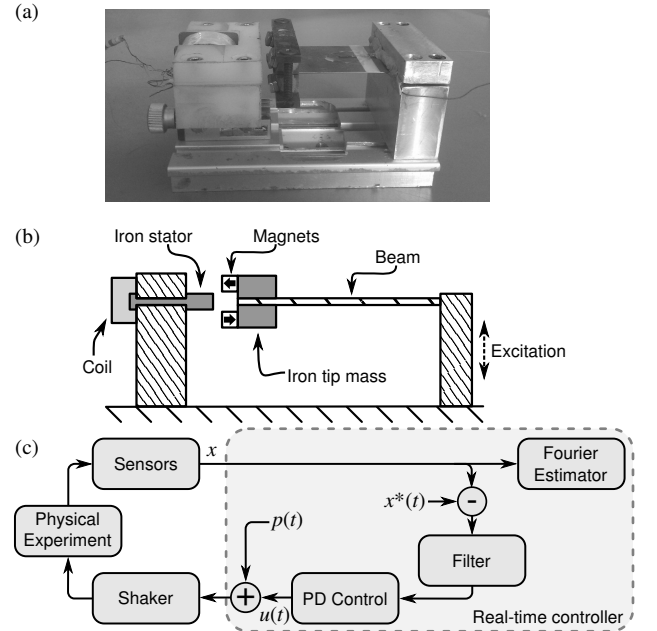 (a)
(b)
Iron stator
Magnets
Beam
Coil
Iron tip mass
Excitation
(c)
Sensors
x
Fourier
Estimator
x*(t)
-
Physical
Experiment
p(t)
Filter
Shaker
+
u(t)
PD Control
Real-time controller